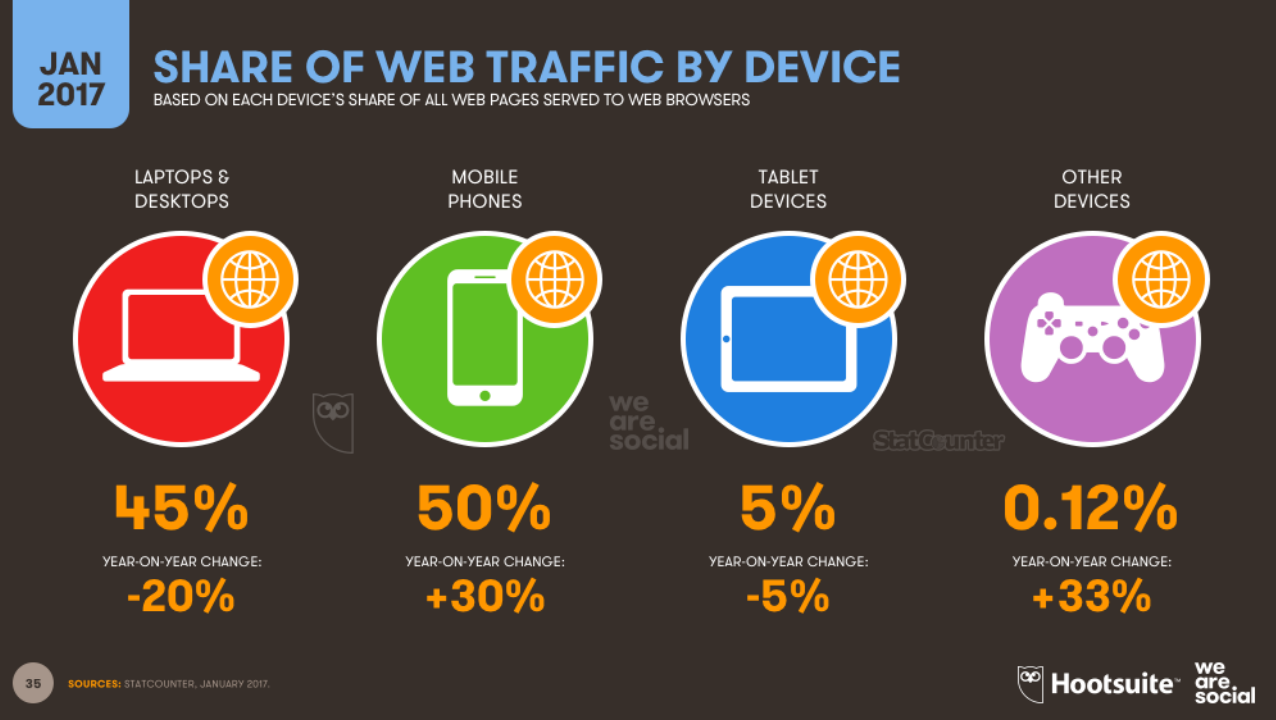 JAN
2017
SHARE OF WEB TRAFFIC BY DEVICE
BASED ON EACH DEVICE'S SHARE OF ALL WEB PAGES SERVED TO WEB BROWSERS
LAPTOPS &
DESKTOPS
MOBILE
PHONES
TABLET
DEVICES
OTHER
DEVICES
we
are
social
StatCounter
45%
50%
5%
0.12%
YEAR-ON-YEAR CHANGE:
YEAR-ON-YEAR CHANGE:
YEAR-ON-YEAR CHANGE:
YEAR-ON-YEAR CHANGE:
-20%
+30%
-5%
+33%
35
SOURCES: STATCOUNTER, JANUARY 2017.
Hootsuite™
we
are.
social